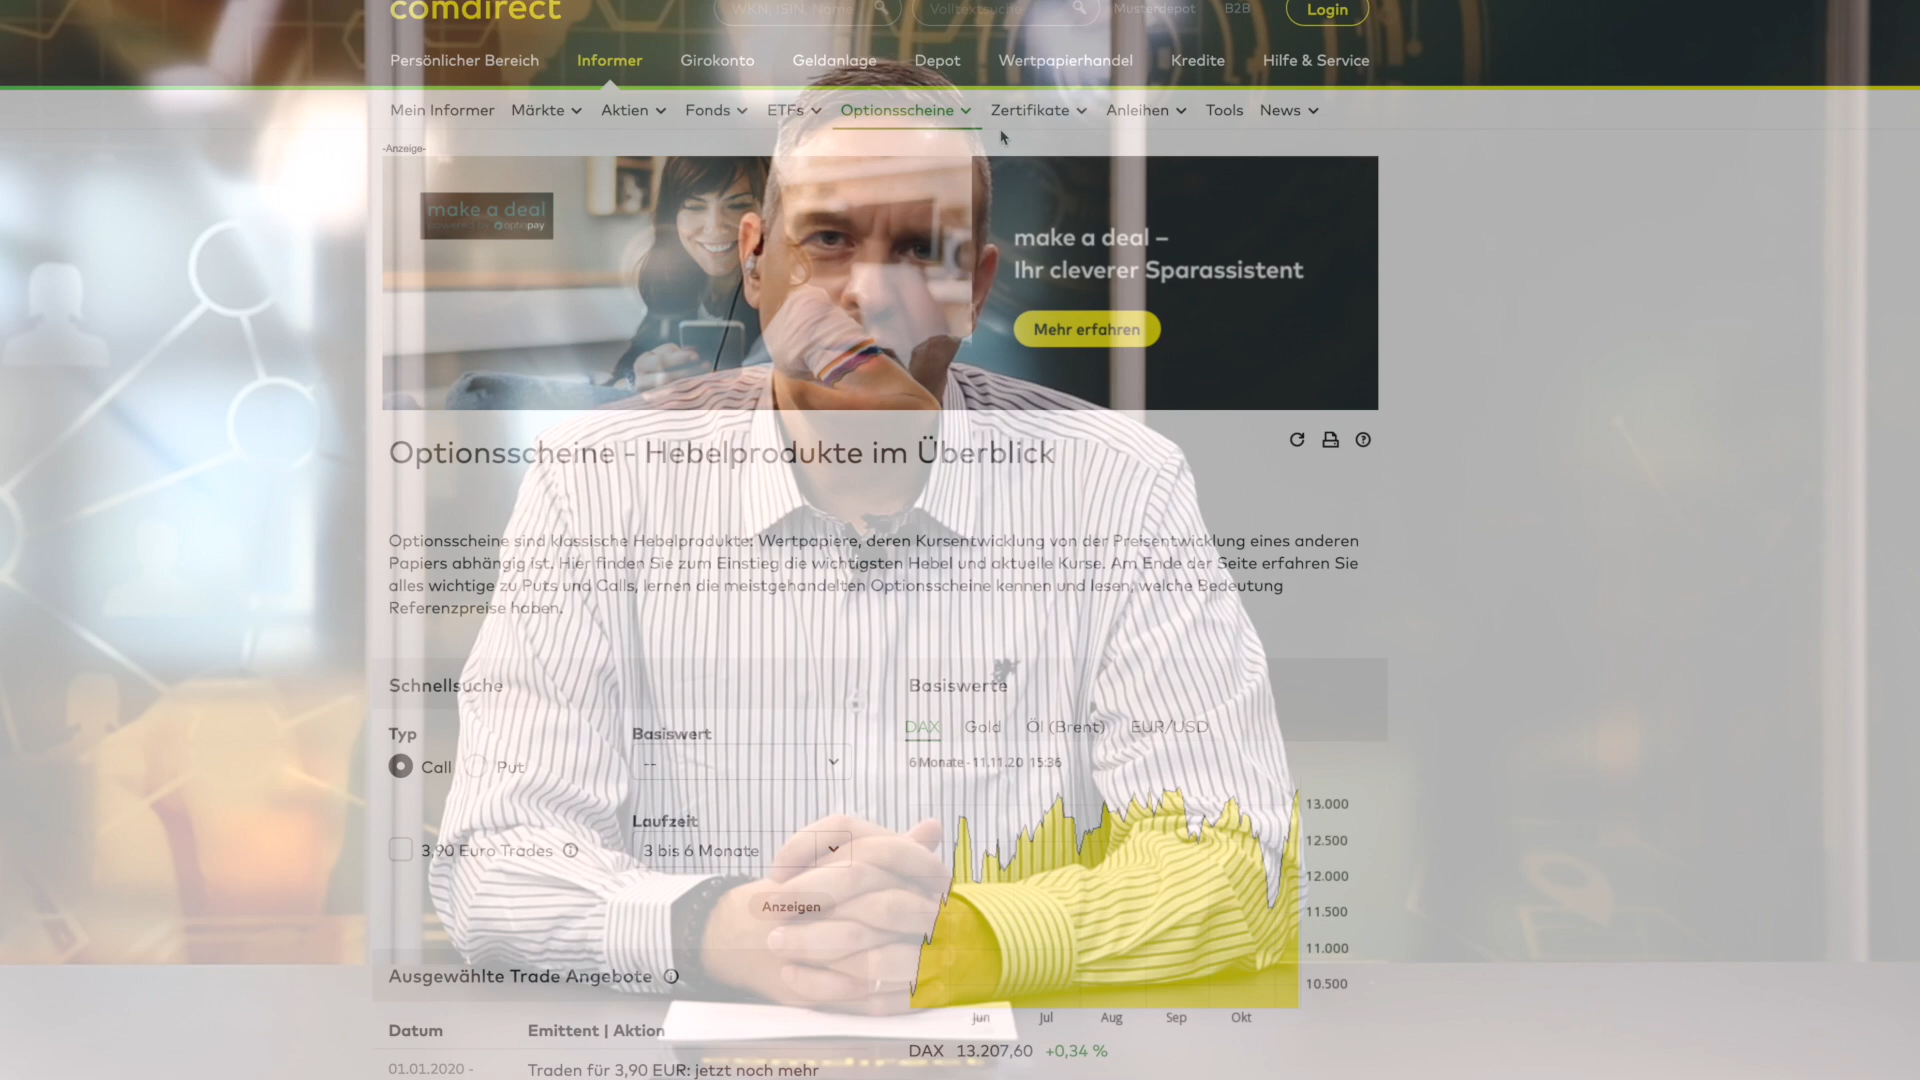 comdirect
WKN, ISIN, Name
Volltextsuche
Musterdepot
B2B
Login
Persönlicher Bereich
Informer
Girokonto
Geldanlage
Depot
Wertpapierhandel
Kredite
Hilfe & Service
Mein Informer
Märkte
Aktien
Fonds
ETFs
Optionsscheine
Zertifikate
Anleihen
Tools
News
-Anzeige-
make a deal
powered by optiopay
make a deal –
Ihr cleverer Sparassistent
Mehr erfahren
Optionsscheine - Hebelprodukte im Überblick
Optionsscheine sind klassische Hebelprodukte: Wertpapiere, deren Kursentwicklung von der Preisentwicklung eines anderen
Papiers abhängig ist. Hier finden Sie zum Einstieg die wichtigsten Hebel und aktuelle Kurse. Am Ende der Seite erfahren Sie
alles wichtige zu Puts und Calls, lernen die meistgehandelten Optionsscheine kennen und lesen, welche Bedeutung
Referenzpreise haben.
Schnellsuche
Typ
Call
Put
3,90 Euro Trades
Basiswert
--
Laufzeit
3 bis 6 Monate
Anzeigen
Basiswerte
DAX
Gold
Öl (Brent)
EUR/USD
6 Monate - 11.11.20 15:36
13.000
12.500
12.000
11.500
11.000
10.500
Jun
Jul
Aug
Sep
Okt
DAX 13.207,60 +0,34 %
Ausgewählte Trade Angebote
Datum
Emittent | Aktion
01.01.2020 -
Traden für 3,90 EUR: jetzt noch mehr